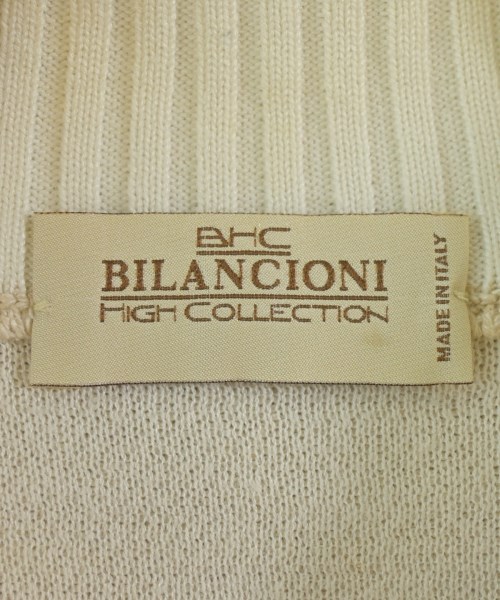 BHC
BILANCIONI
HIGH COLLECTION
MADE IN ITALY